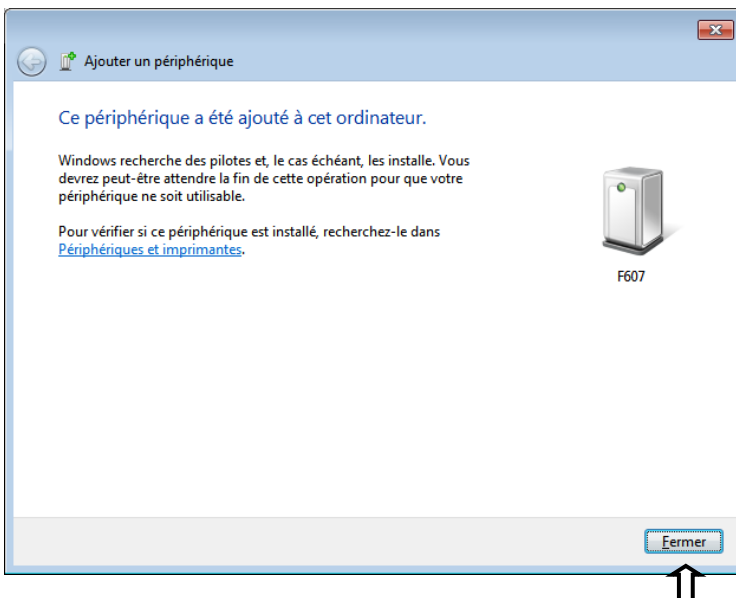 Ajouter un périphérique
Ce périphérique a été ajouté à cet ordinateur.
Windows recherche des pilotes et, le cas échéant, les installe. Vous
devrez peut-être attendre la fin de cette opération pour que votre
périphérique ne soit utilisable.
Pour vérifier si ce périphérique est installé, recherchez-le dans
Périphériques et imprimantes.
F607
Fermer